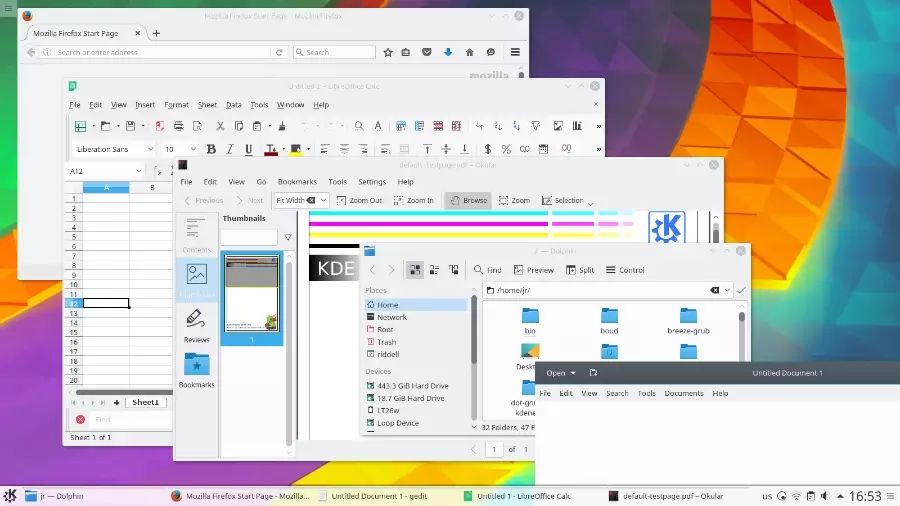 Mozilla Firefox Start Page - Mozilla Firefox
Mozilla Firefox Start Page
Search or enter address
Search
mozilla
Untitled 1 - LibreOffice Calc
File Edit View Insert Format Sheet Data Tools Window Help
Liberation Sans 10 B I U
A12
A B
1
2
3
4
5
6
7
8
9
10
11
12
13
14
15
16
17
18
19
20
Sheet1
Find
Sheet 1 of 1
default-testpage.pdf – Okular
File Edit View Go Bookmarks Tools Settings Help
Previous Next Fit Width Zoom Out Zoom In Browse Zoom Selection
Contents
Thumbnails
Reviews
Bookmarks
Thumbnails
1
KDE
1 of 1
jr — Dolphin
Find Preview Split Control
Places
Home
Network
Root
Trash
riddell
Devices
443.3 GiB Hard Drive
18.7 GiB Hard Drive
LT26w
Loop Device
/home/jr/
bin boud breeze-grub
Deskt
dot-gn
kdene
32 Folders, 47 F
Open Untitled Document 1
File Edit View Search Tools Documents Help
jr — Dolphin Mozilla Firefox Start Page - Mozilla... Untitled Document 1 - gedit Untitled 1 - LibreOffice Calc default-testpage.pdf – Okular us 16:53